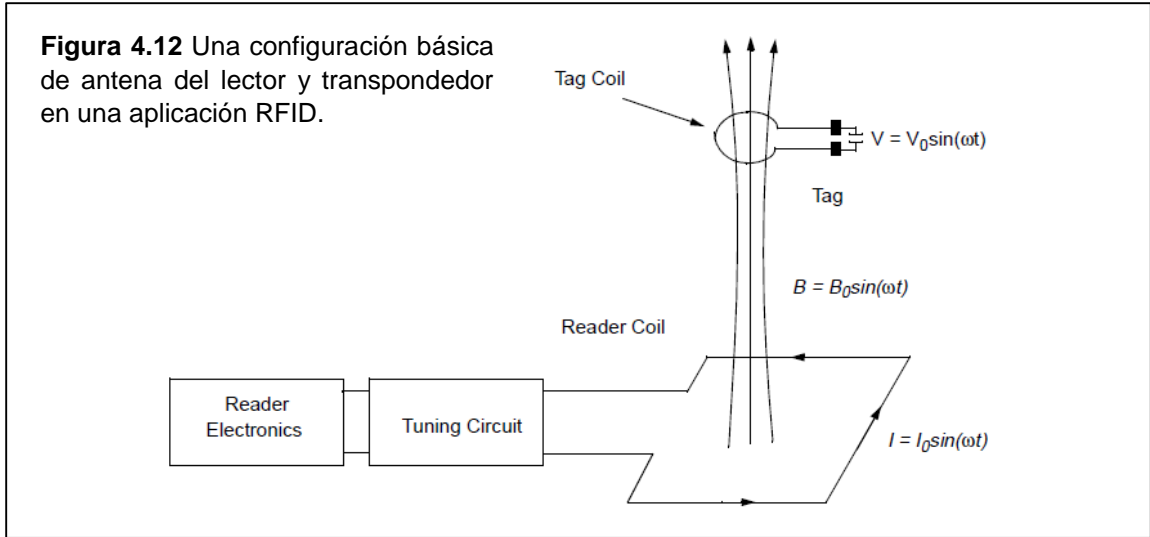 Figura 4.12 Una configuración básica
de antena del lector y transpondedor
en una aplicación RFID.
Tag Coil
V = V₀sin(ωt)
Tag
B = B₀sin(ωt)
Reader Coil
Reader
Electronics
Tuning Circuit
I = I₀sin(ωt)